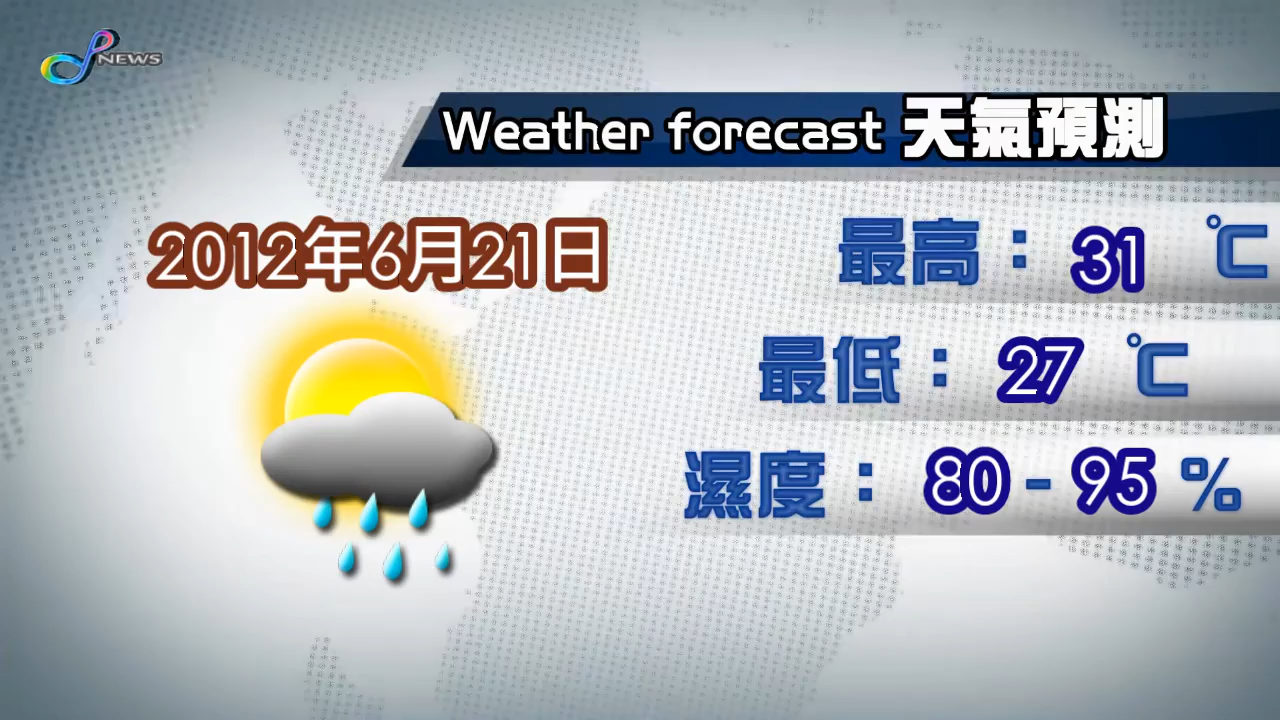 NEWS
Weather forecast 天氣預測
2012年6月21日
最高：31 ℃
最低：27 ℃
濕度：80 - 95 %